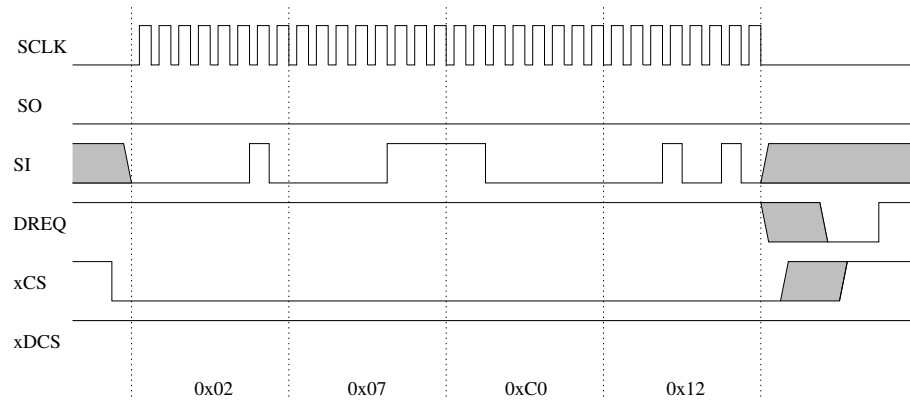 SCLK
SO
SI
DREQ
xCS
xDCS
0x02 0x07 0xC0 0x12